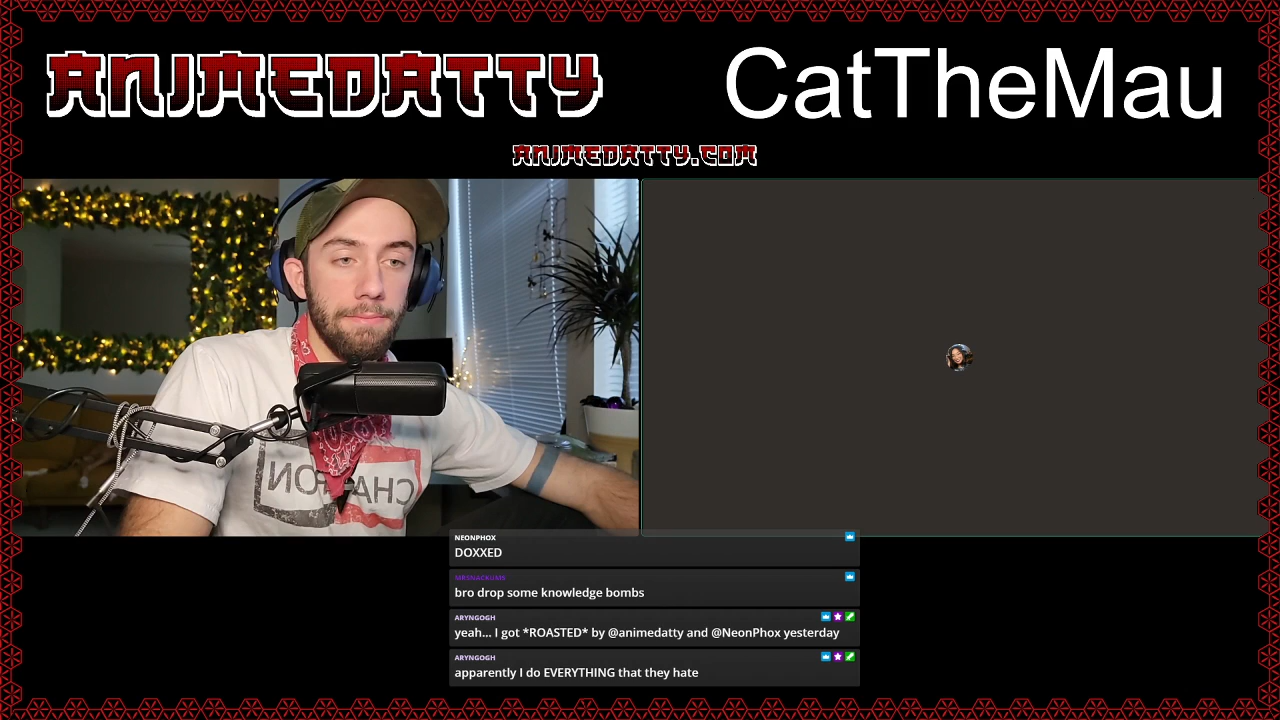 ANIMEDATTY
CatTheMau
ANIMEDATTY.COM
CHAMPION
NEONPHOX
DOXXED
MRSNACKUMS
bro drop some knowledge bombs
ARYNGOGH
yeah... I got *ROASTED* by @animedatty and @NeonPhox yesterday
ARYNGOGH
apparently I do EVERYTHING that they hate